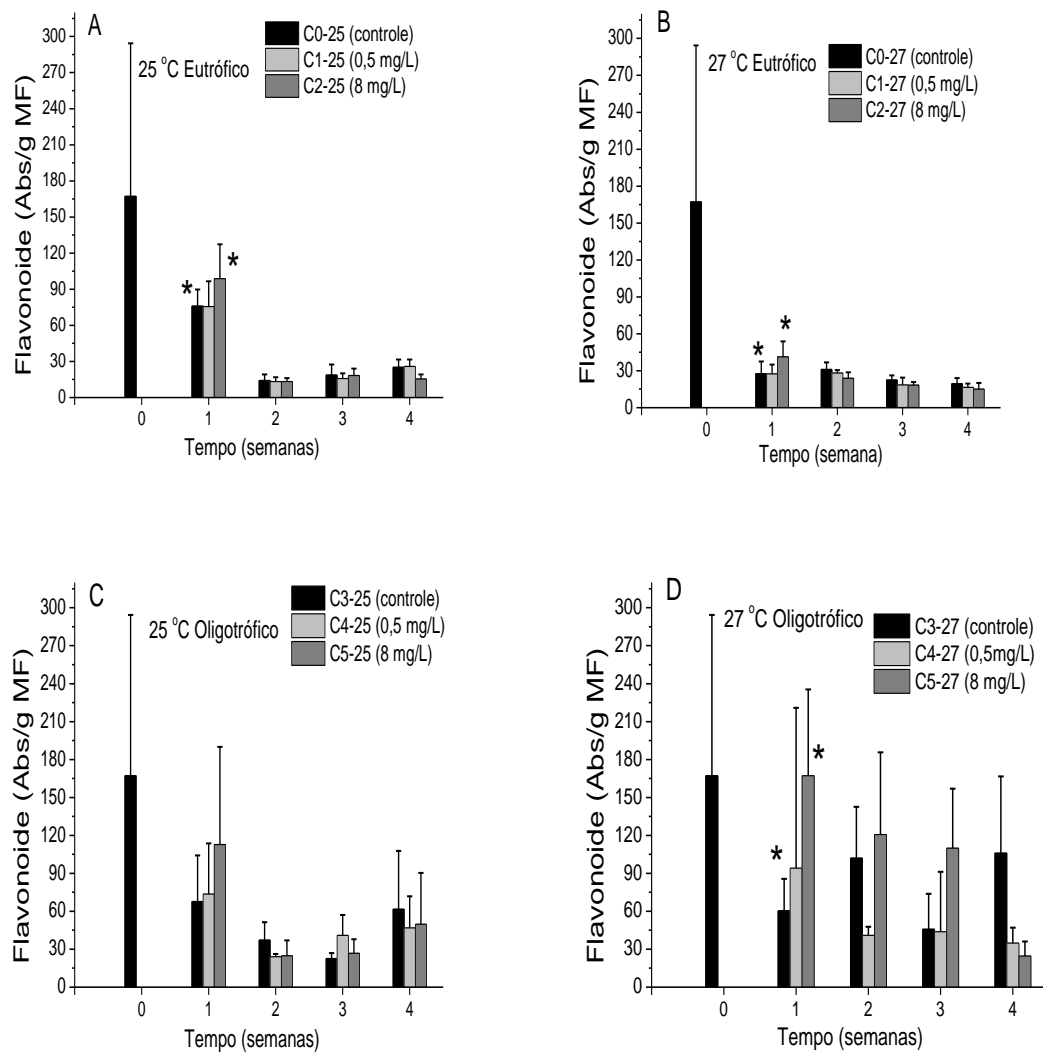 A
25 °C Eutrófico
C0-25 (controle)
C1-25 (0,5 mg/L)
C2-25 (8 mg/L)
Flavonoide (Abs/g MF)
300
270
240
210
180
150
120
90
60
30
0
*
*
0 1 2 3 4
Tempo (semanas)
B
27 °C Eutrófico
C0-27 (controle)
C1-27 (0,5 mg/L)
C2-27 (8 mg/L)
Flavonoide (Abs/g MF)
300
270
240
210
180
150
120
90
60
30
0
*
*
0 1 2 3 4
Tempo (semana)
C
25 °C Oligotrófico
C3-25 (controle)
C4-25 (0,5 mg/L)
C5-25 (8 mg/L)
Flavonoide (Abs/g MF)
300
270
240
210
180
150
120
90
60
30
0
0 1 2 3 4
Tempo (semanas)
D
27 °C Oligotrófico
C3-27 (controle)
C4-27 (0,5mg/L)
C5-27 (8 mg/L)
Flavonoide (Abs/g MF)
300
270
240
210
180
150
120
90
60
30
0
*
*
0 1 2 3 4
Tempo (semanas)